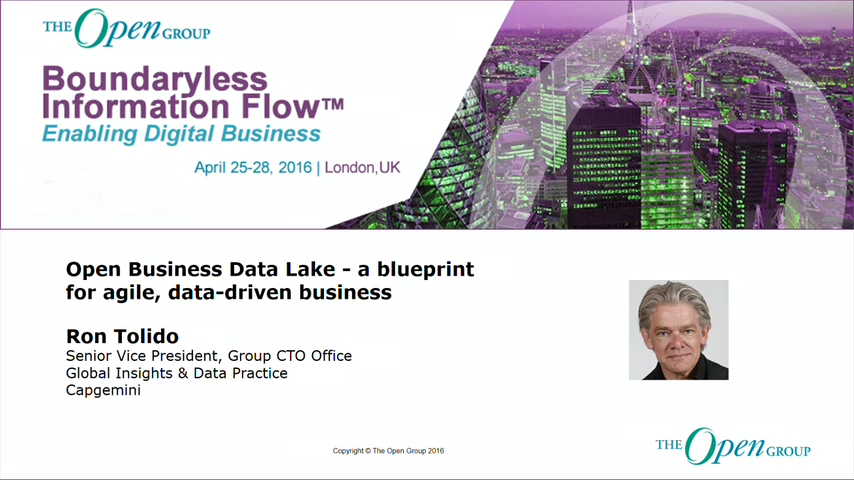 THE Open GROUP
Boundaryless
Information Flow™
Enabling Digital Business
April 25-28, 2016 | London,UK
Open Business Data Lake - a blueprint
for agile, data-driven business
Ron Tolido
Senior Vice President, Group CTO Office
Global Insights & Data Practice
Capgemini
Copyright © The Open Group 2016
THE Open GROUP